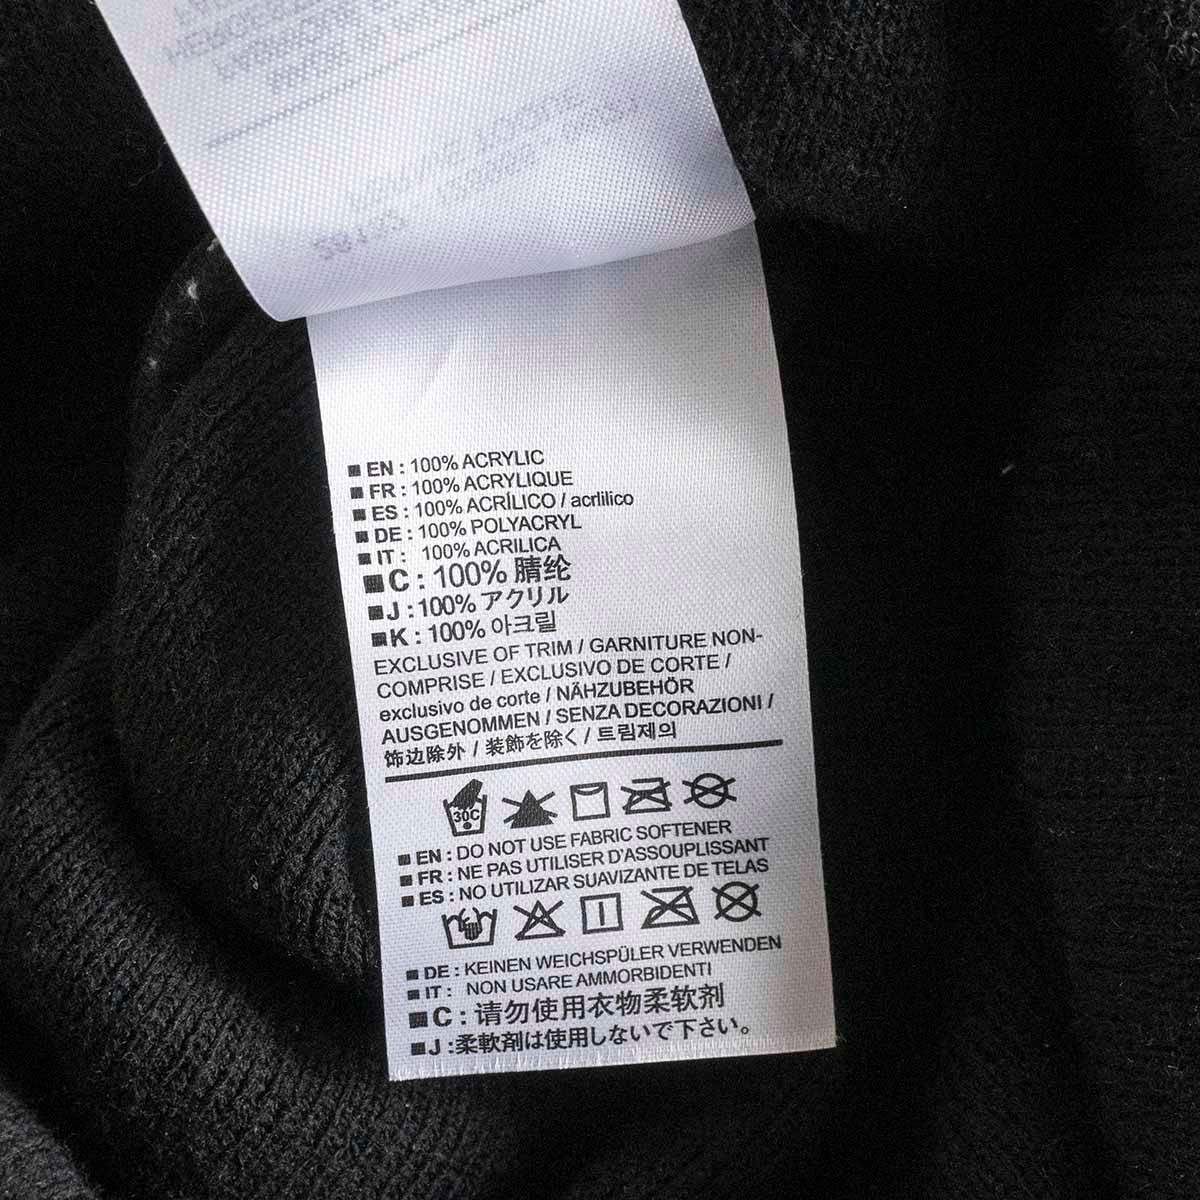 EN : 100% ACRYLIC
FR : 100% ACRYLIQUE
ES : 100% ACRÍLICO / acrlilico
DE : 100% POLYACRYL
IT : 100% ACRILICA
C : 100% 腈纶
J : 100% アクリル
K : 100% 아크릴
EXCLUSIVE OF TRIM / GARNITURE NON-
COMPRISE / EXCLUSIVO DE CORTE /
exclusivo de corte / NÄHZUBEHÖR
AUSGENOMMEN / SENZA DECORAZIONI /
饰边除外 / 装飾を除く / 트림제의
30C
EN : DO NOT USE FABRIC SOFTENER
FR : NE PAS UTILISER D'ASSOUPLISSANT
ES : NO UTILIZAR SUAVIZANTE DE TELAS
DE : KEINEN WEICHSPÜLER VERWENDEN
IT : NON USARE AMMORBIDENTI
C : 请勿使用衣物柔软剂
J : 柔軟剤は使用しないで下さい。